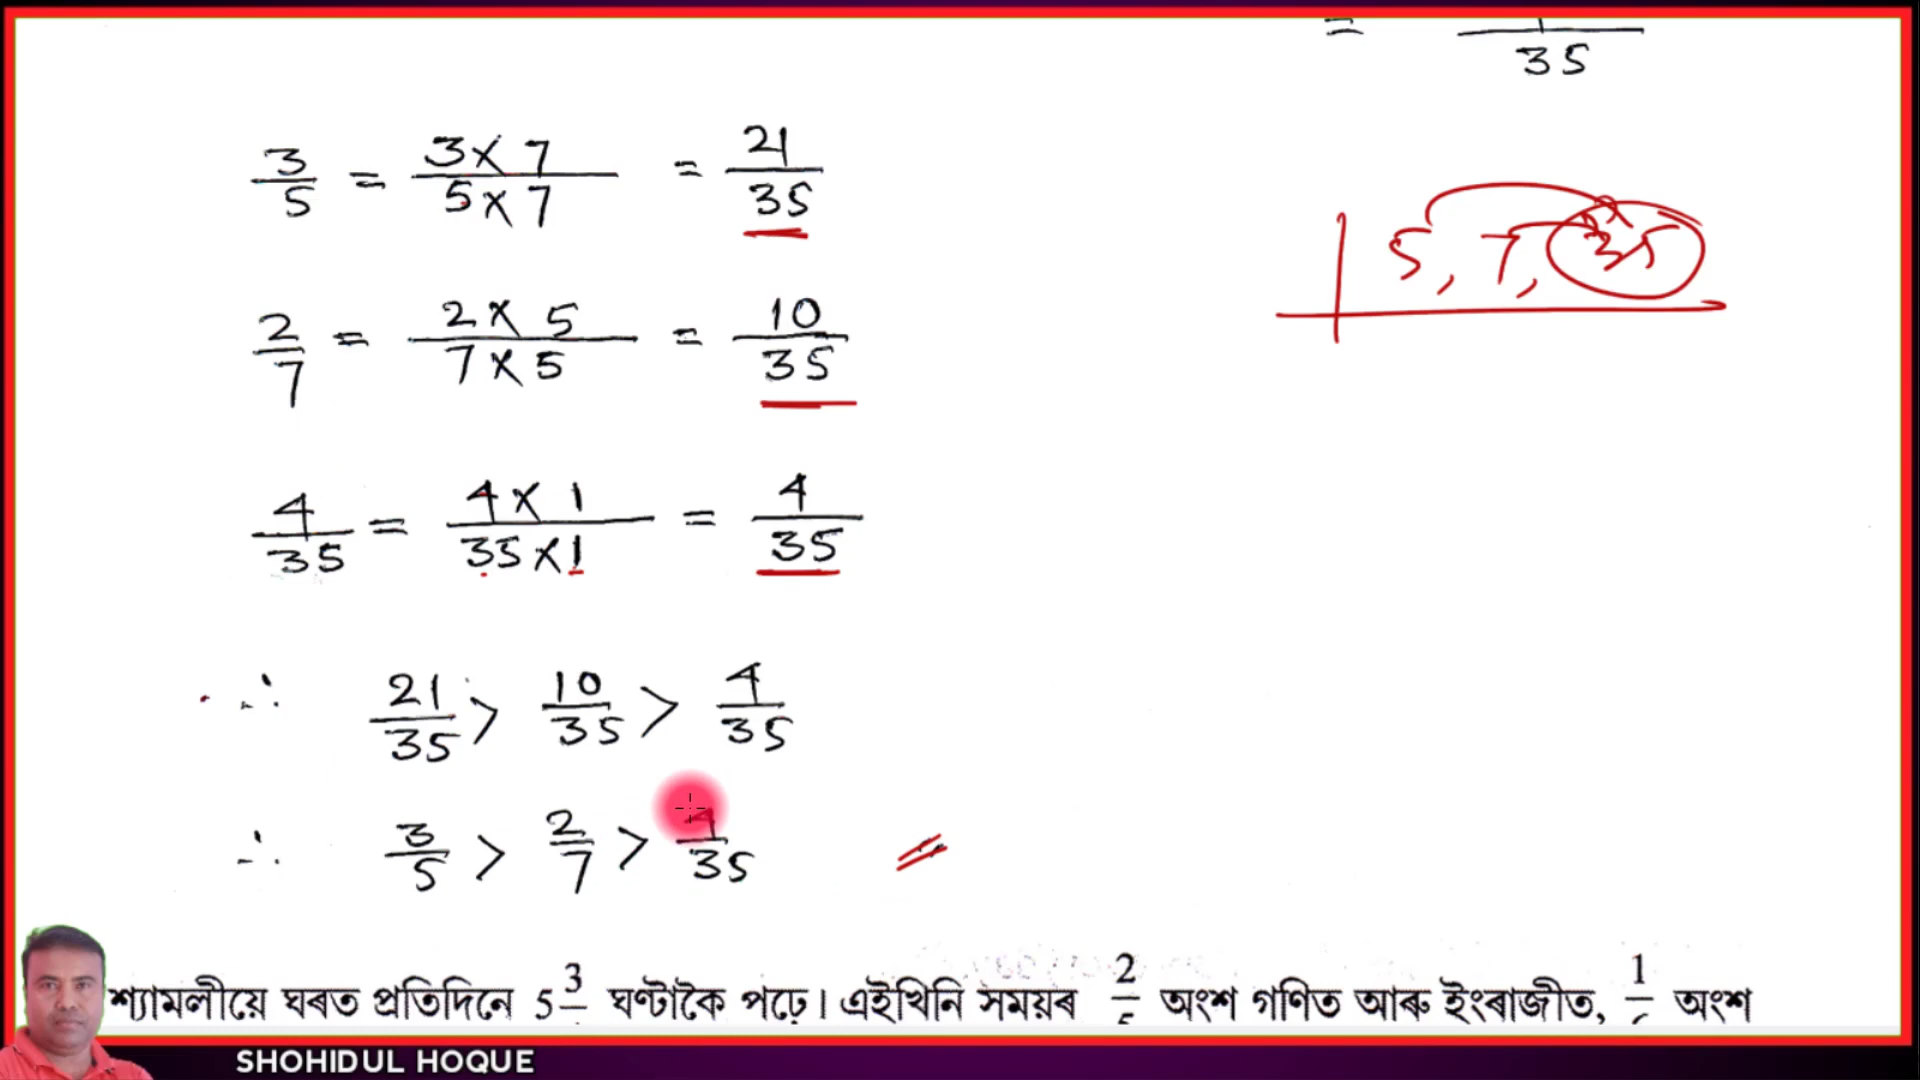 = 35
3/5 = 3×7/5×7 = 21/35
5, 7, 35
2/7 = 2×5/7×5 = 10/35
4/35 = 4×1/35×1 = 4/35
∴ 21/35 > 10/35 > 4/35
∴ 3/5 > 2/7 > 4/35
শ্যামলীয়ে ঘৰত প্ৰতিদিনে 5 3 ঘণ্টাকৈ পঢ়ে। এইখিনি সময়ৰ 2 অংশ গণিত আৰু ইংৰাজীত, 1 অংশ
SHOHIDUL HOQUE